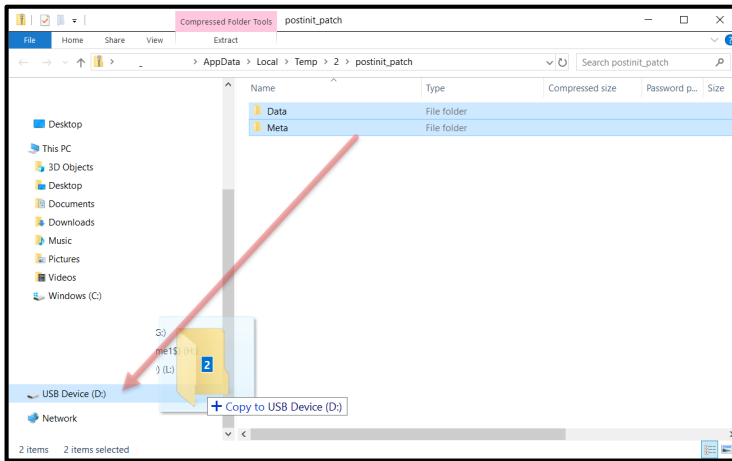 Compressed Folder Tools postinit_patch
File Home Share View Extract
> _ > AppData > Local > Temp > 2 > postinit_patch Search postinit_patch
Name Type Compressed size Password p... Size
Data File folder
Meta File folder
Desktop
This PC
3D Objects
Desktop
Documents
Downloads
Music
Pictures
Videos
Windows (C:)
G:)
me1$) (H:)
) (L:)
2
USB Device (D:)
+ Copy to USB Device (D:)
Network
2 items 2 items selected